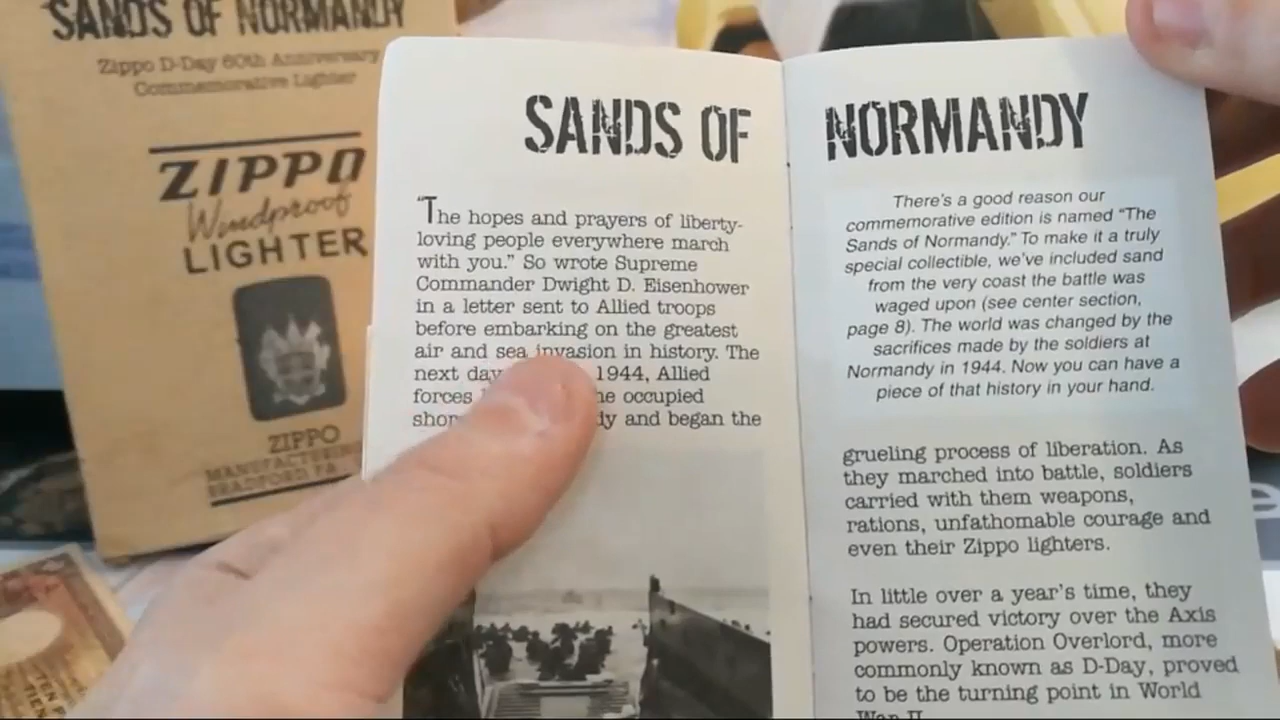 SANDS OF NORMANDY
Zippo D-Day 60th Anniversary
Commemorative Lighter
ZIPPO
Windproof
LIGHTER
ZIPPO
MANUFACTURING
BRADFORD PA.
SANDS OF
"The hopes and prayers of liberty-
loving people everywhere march
with you." So wrote Supreme
Commander Dwight D. Eisenhower
in a letter sent to Allied troops
before embarking on the greatest
air and sea invasion in history. The
next day 1944, Allied
forces he occupied
shor dy and began the
NORMANDY
There's a good reason our
commemorative edition is named "The
Sands of Normandy." To make it a truly
special collectible, we've included sand
from the very coast the battle was
waged upon (see center section,
page 8). The world was changed by the
sacrifices made by the soldiers at
Normandy in 1944. Now you can have a
piece of that history in your hand.
grueling process of liberation. As
they marched into battle, soldiers
carried with them weapons,
rations, unfathomable courage and
even their Zippo lighters.
In little over a year's time, they
had secured victory over the Axis
powers. Operation Overlord, more
commonly known as D-Day, proved
to be the turning point in World
War II